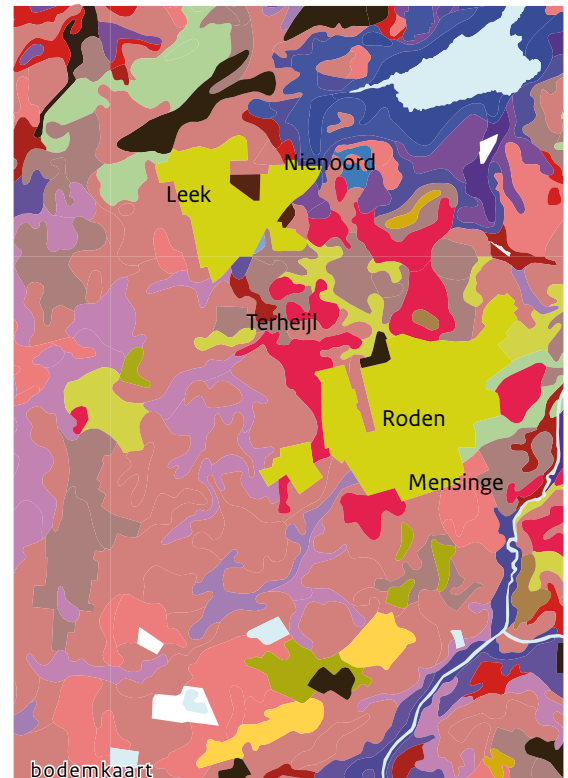 Nienoord
Leek
Terheijl
Roden
Mensinge
bodemkaart